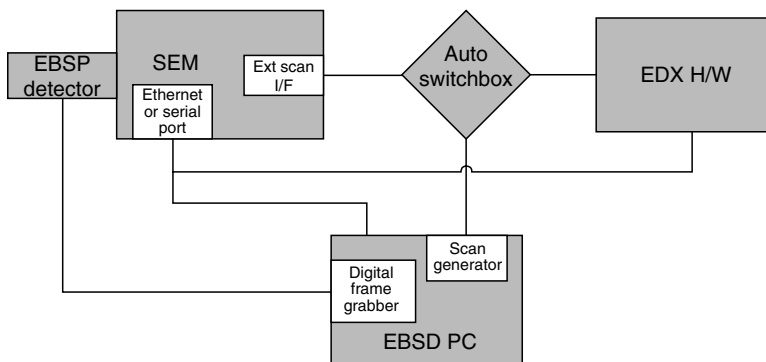 EBSP
detector
SEM
Ethernet
or serial
port
Ext scan
I/F
Auto
switchbox
EDX H/W
Scan
generator
Digital
frame
grabber
EBSD PC